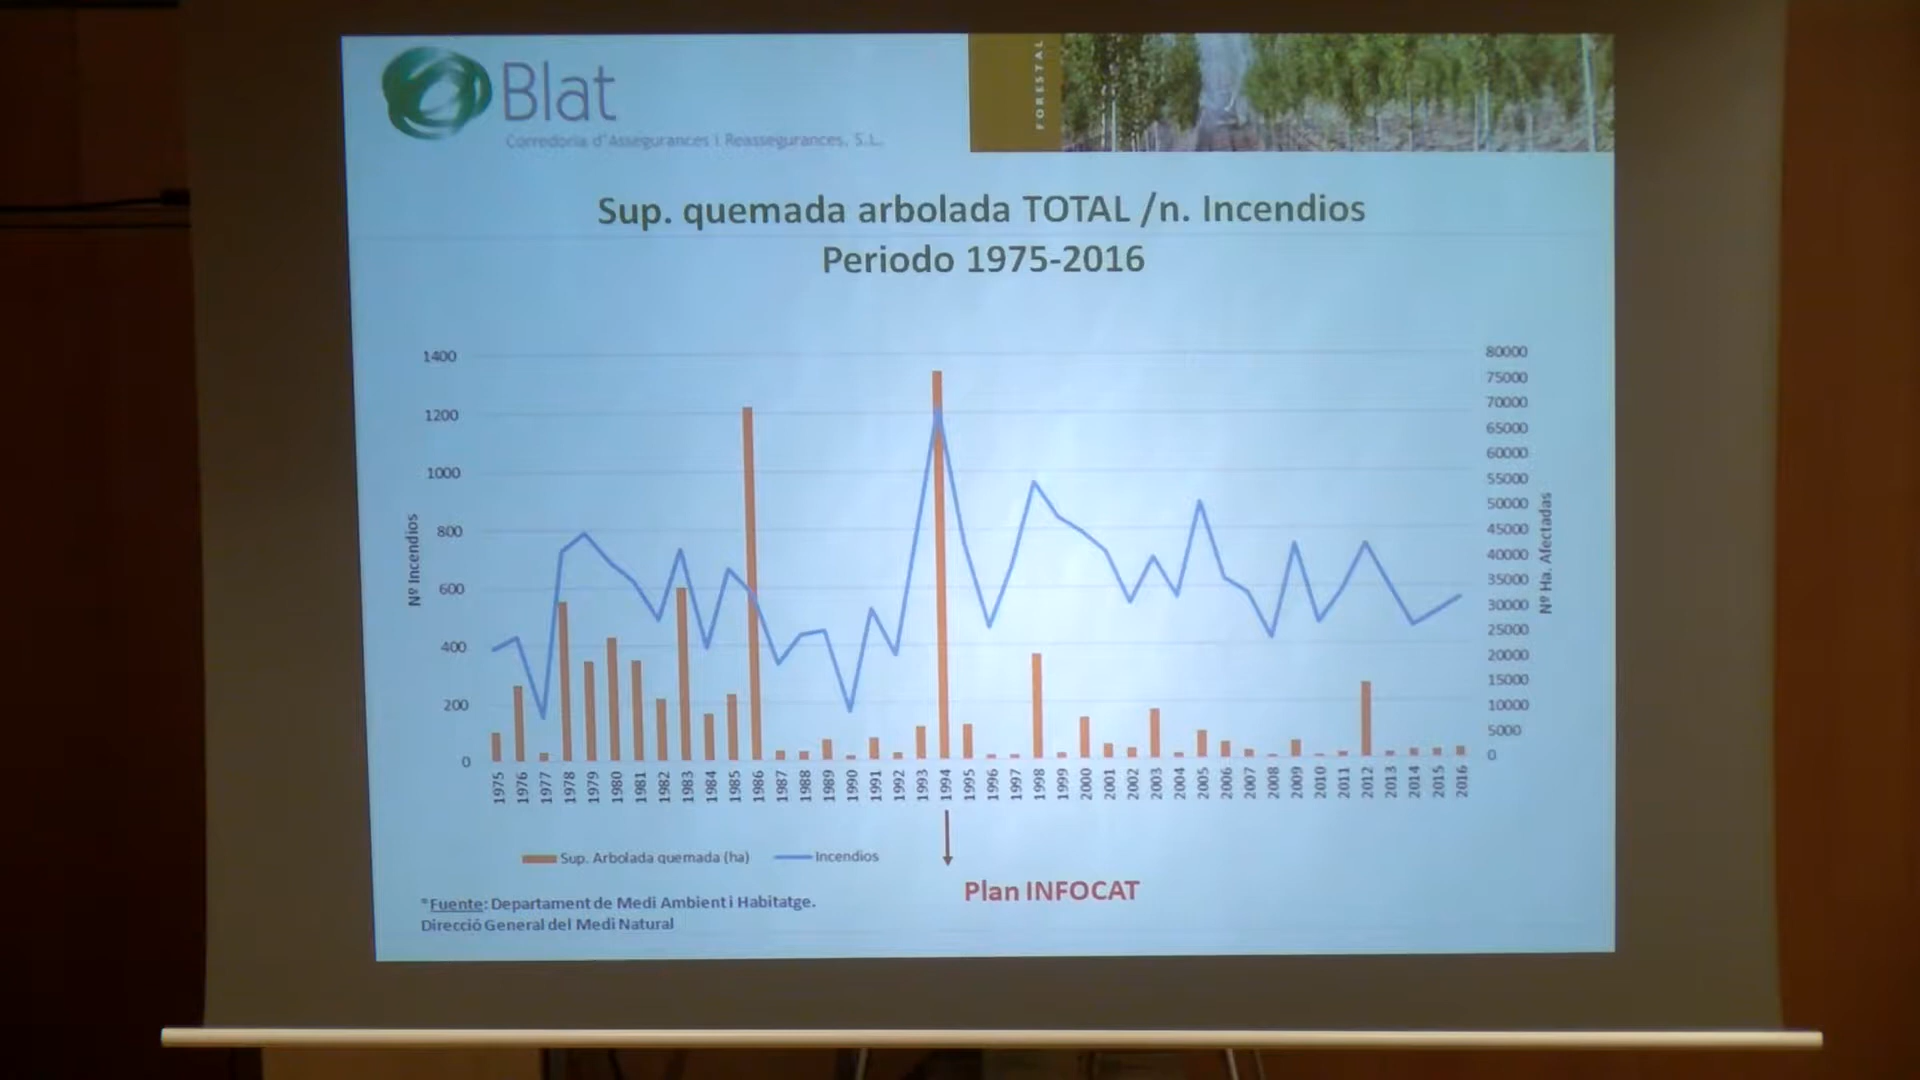 Blat
Corredoria d'Assegurances i Reassegurances, S.L.
FORESTAL
Sup. quemada arbolada TOTAL /n. Incendios
Periodo 1975-2016
Nº Incendios
1400
1200
1000
800
600
400
200
0
80000
75000
70000
65000
60000
55000
50000
45000
40000
35000
30000
25000
20000
15000
10000
5000
0
Nº Ha. Afectadas
1975 1976 1977 1978 1979 1980 1981 1982 1983 1984 1985 1986 1987 1988 1989 1990 1991 1992 1993 1994 1995 1996 1997 1998 1999 2000 2001 2002 2003 2004 2005 2006 2007 2008 2009 2010 2011 2012 2013 2014 2015 2016
Sup. Arbolada quemada (ha) Incendios
Plan INFOCAT
*Fuente: Departament de Medi Ambient i Habitatge.
Direcció General del Medi Natural